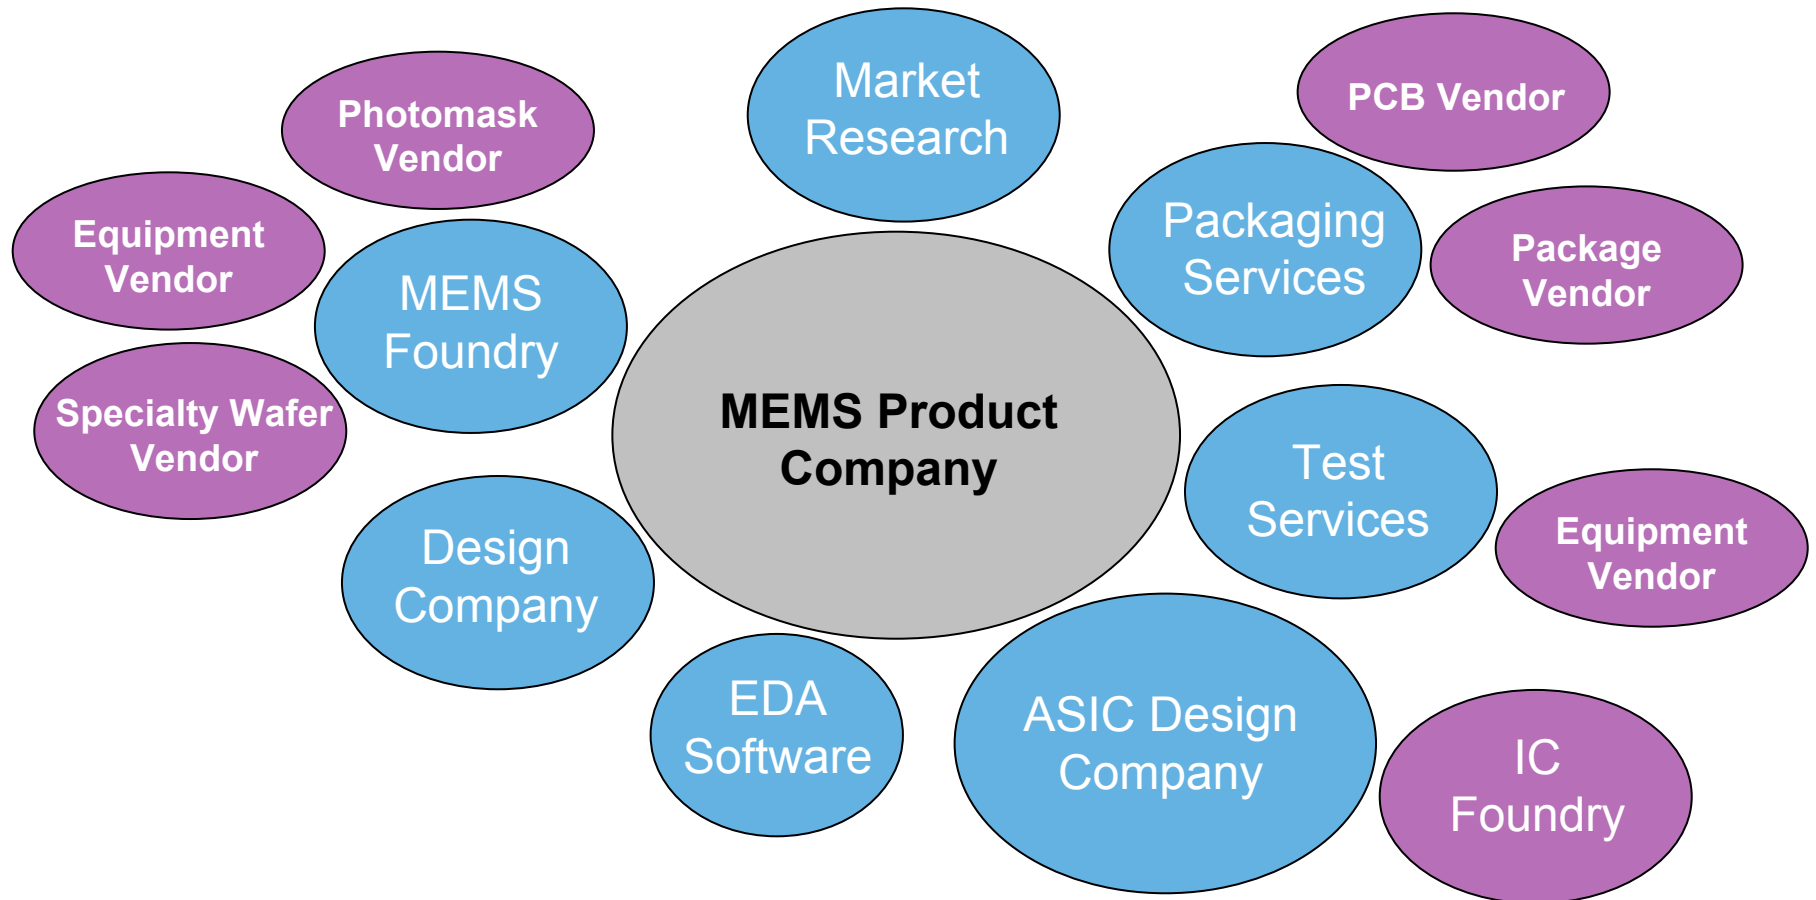 Market
Research
PCB Vendor
Photomask
Vendor
Equipment
Vendor
MEMS
Foundry
Specialty Wafer
Vendor
Packaging
Services
Package
Vendor
MEMS Product
Company
Test
Services
Equipment
Vendor
Design
Company
EDA
Software
ASIC Design
Company
IC
Foundry